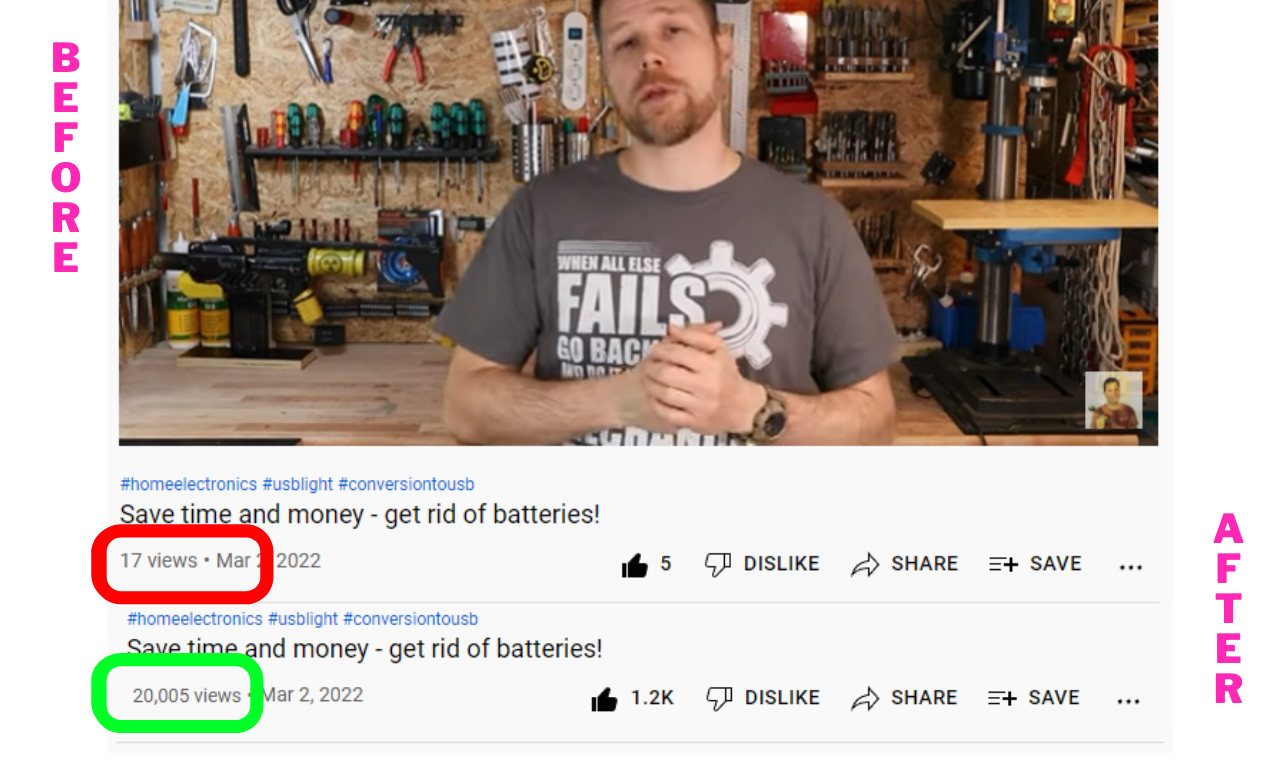 BEFORE
WHEN ALL ELSE
FAILS
GO BACK
#homeelectronics #usblight #conversiontousb
Save time and money - get rid of batteries!
17 views • Mar 2, 2022
5 DISLIKE SHARE SAVE
#homeelectronics #usblight #conversiontousb
Save time and money - get rid of batteries!
20,005 views • Mar 2, 2022
1.2K DISLIKE SHARE SAVE
AFTER